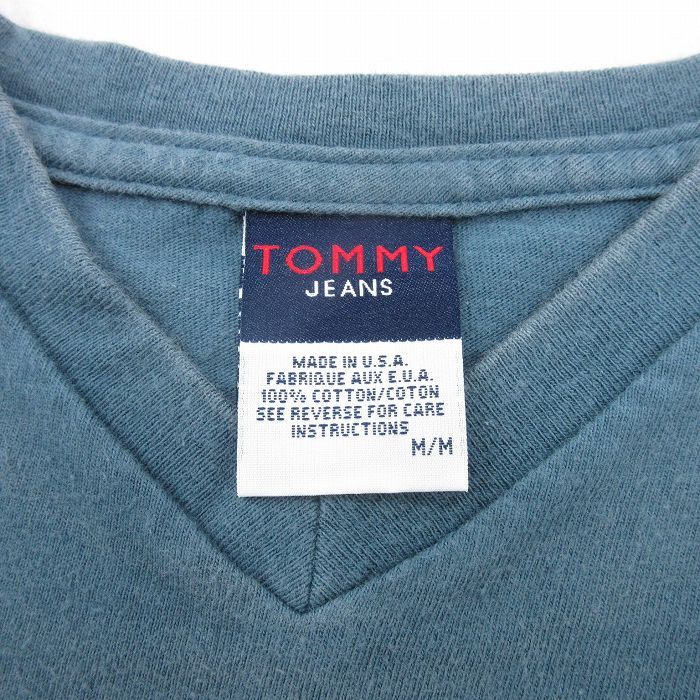 TOMMY
JEANS
MADE IN U.S.A.
FABRIQUE AUX E.U.A.
100% COTTON/COTON
SEE REVERSE FOR CARE
INSTRUCTIONS
M/M